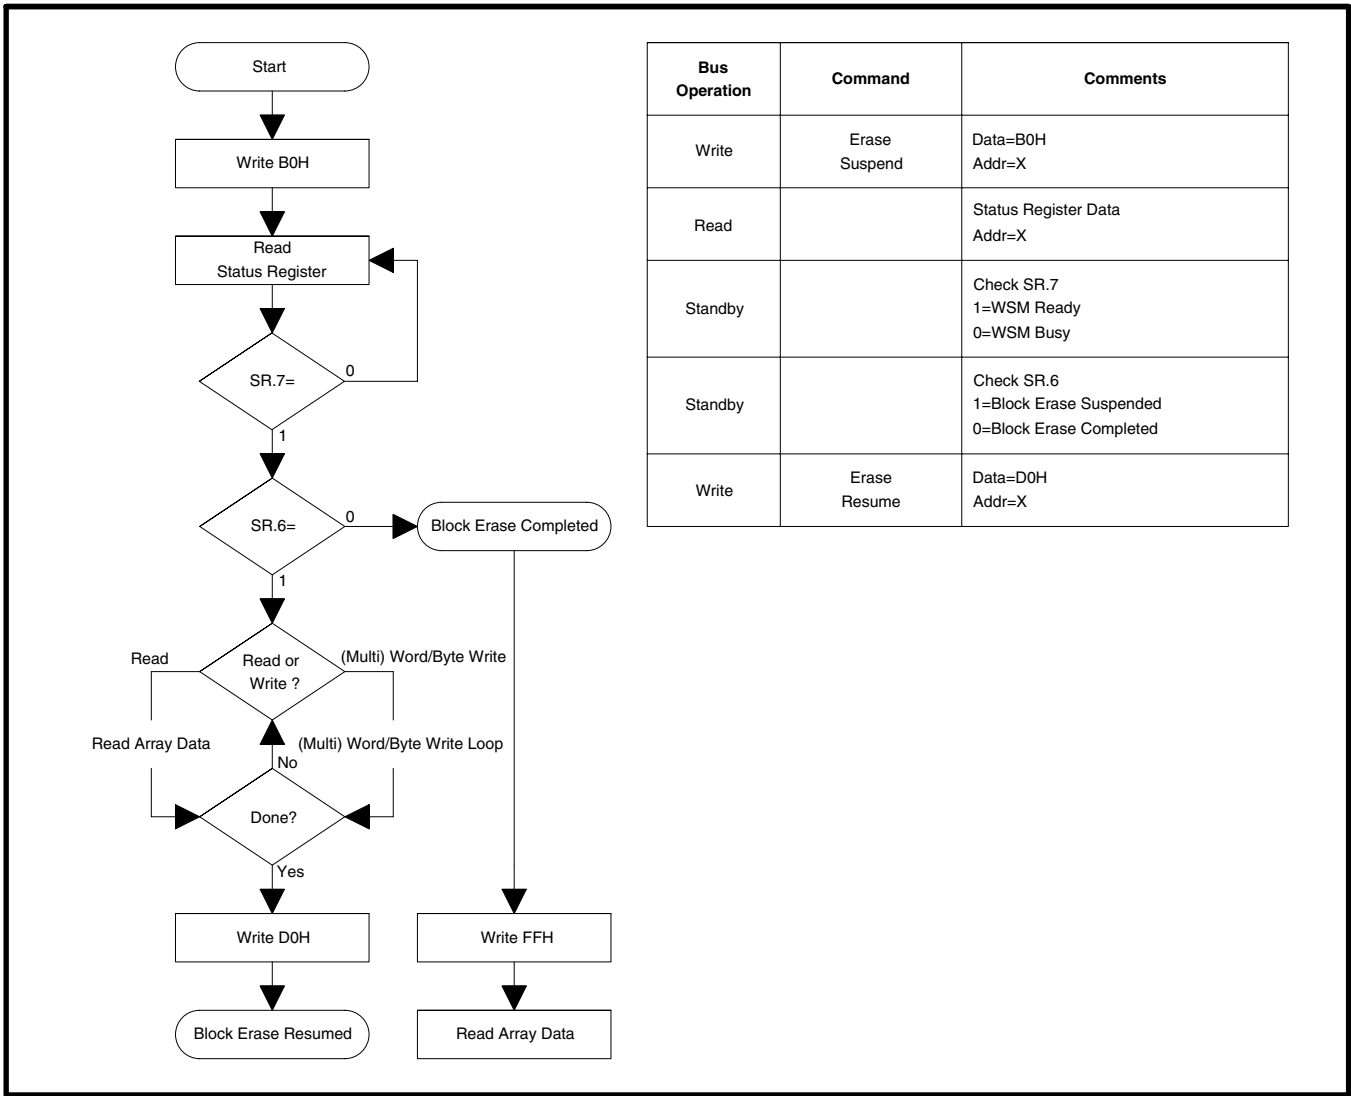 Start
Write B0H
Read
Status Register
SR.7=
0
1
SR.6=
0
Block Erase Completed
1
Read
Read or
Write ?
(Multi) Word/Byte Write
Read Array Data
(Multi) Word/Byte Write Loop
No
Done?
Yes
Write D0H
Write FFH
Block Erase Resumed
Read Array Data
Bus
Operation
Command
Comments
Write
Erase
Suspend
Data=B0H
Addr=X
Read
Status Register Data
Addr=X
Standby
Check SR.7
1=WSM Ready
0=WSM Busy
Standby
Check SR.6
1=Block Erase Suspended
0=Block Erase Completed
Write
Erase
Resume
Data=D0H
Addr=X